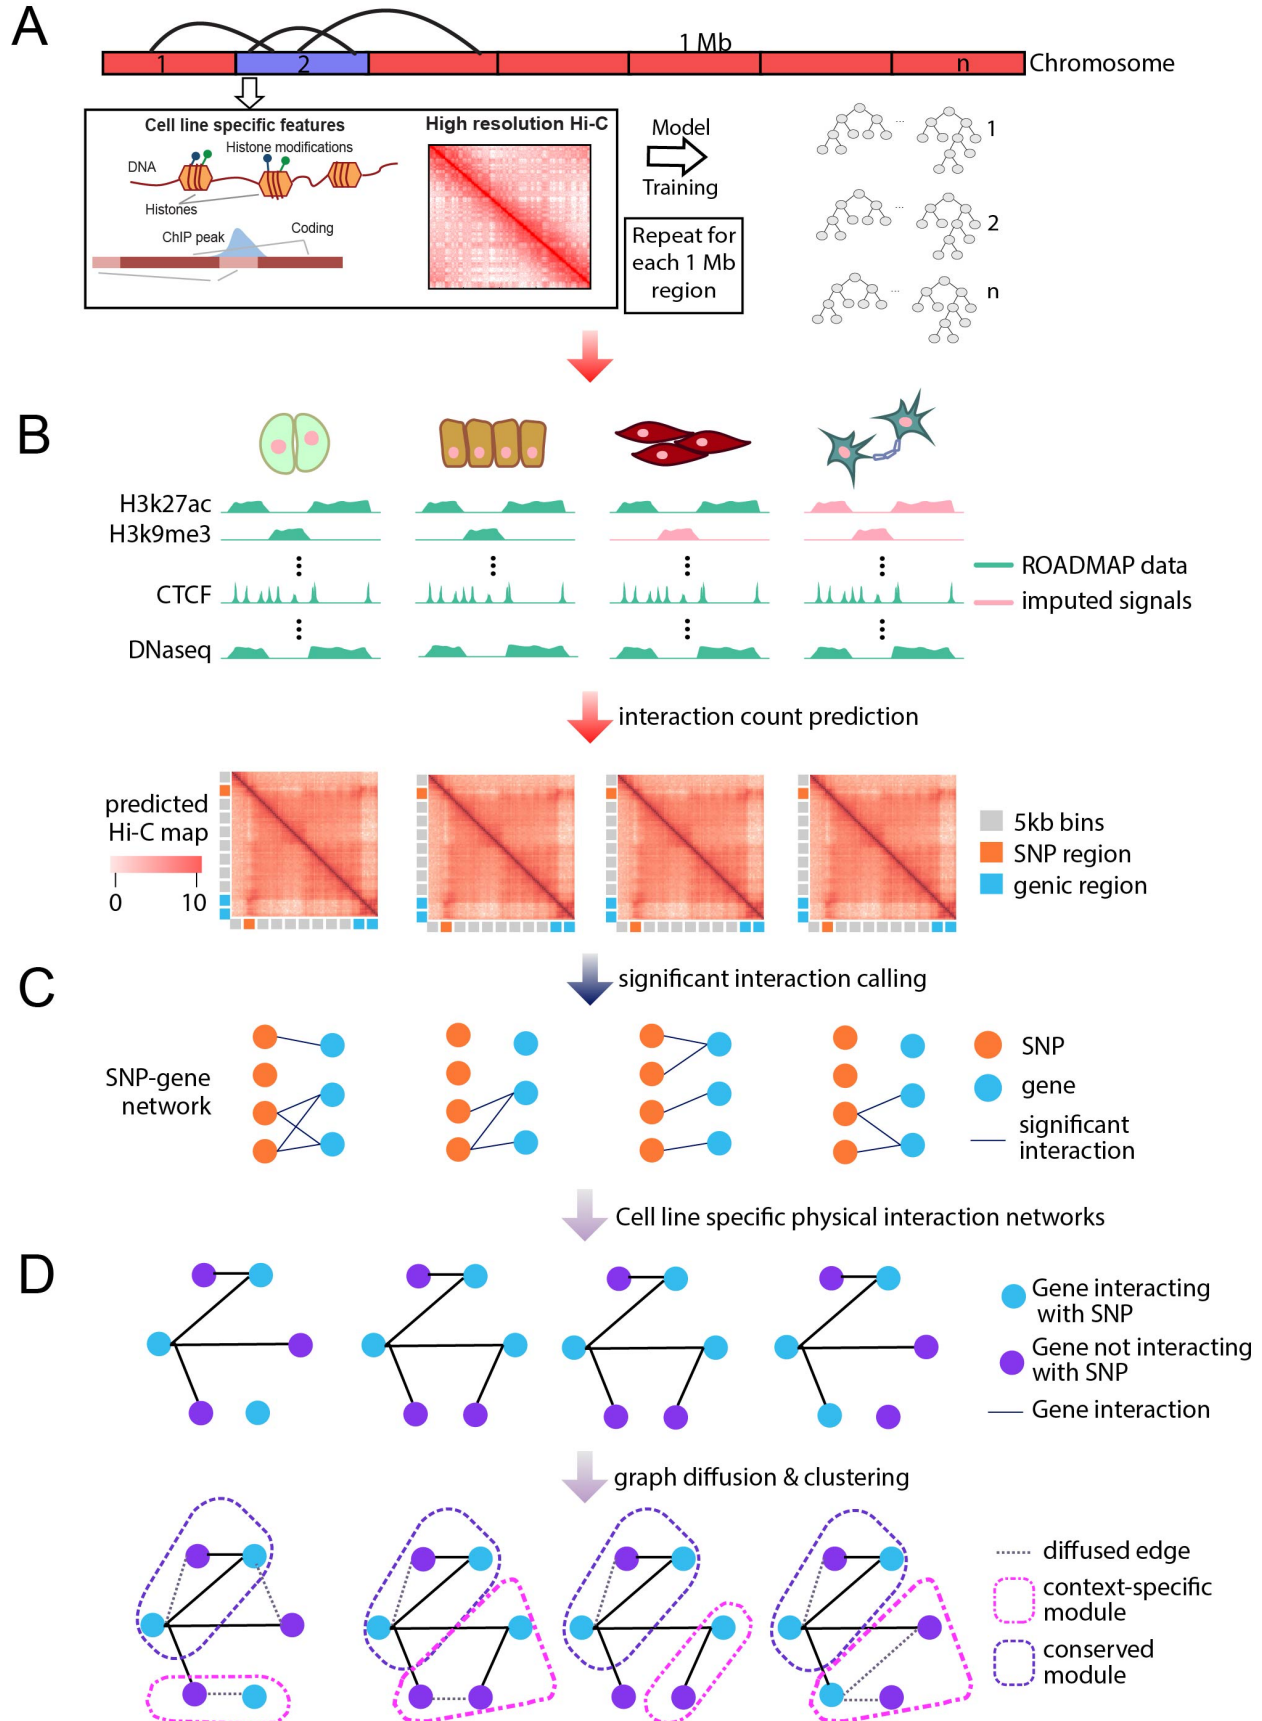 A
1 Mb
1
2
n
Chromosome
Cell line specific features
High resolution Hi-C
Histone modifications
DNA
Histones
ChIP peak
Coding
Model
Training
Repeat for
each 1 Mb
region
...
1
...
2
...
n
B
H3k27ac
H3k9me3
CTCF
DNaseq
ROADMAP data
imputed signals
interaction count prediction
predicted
Hi-C map
0
10
5kb bins
SNP region
genic region
significant interaction calling
C
SNP-gene
network
SNP
gene
significant
interaction
Cell line specific physical interaction networks
D
Gene interacting
with SNP
Gene not interacting
with SNP
Gene interaction
graph diffusion & clustering
diffused edge
context-specific
module
conserved
module